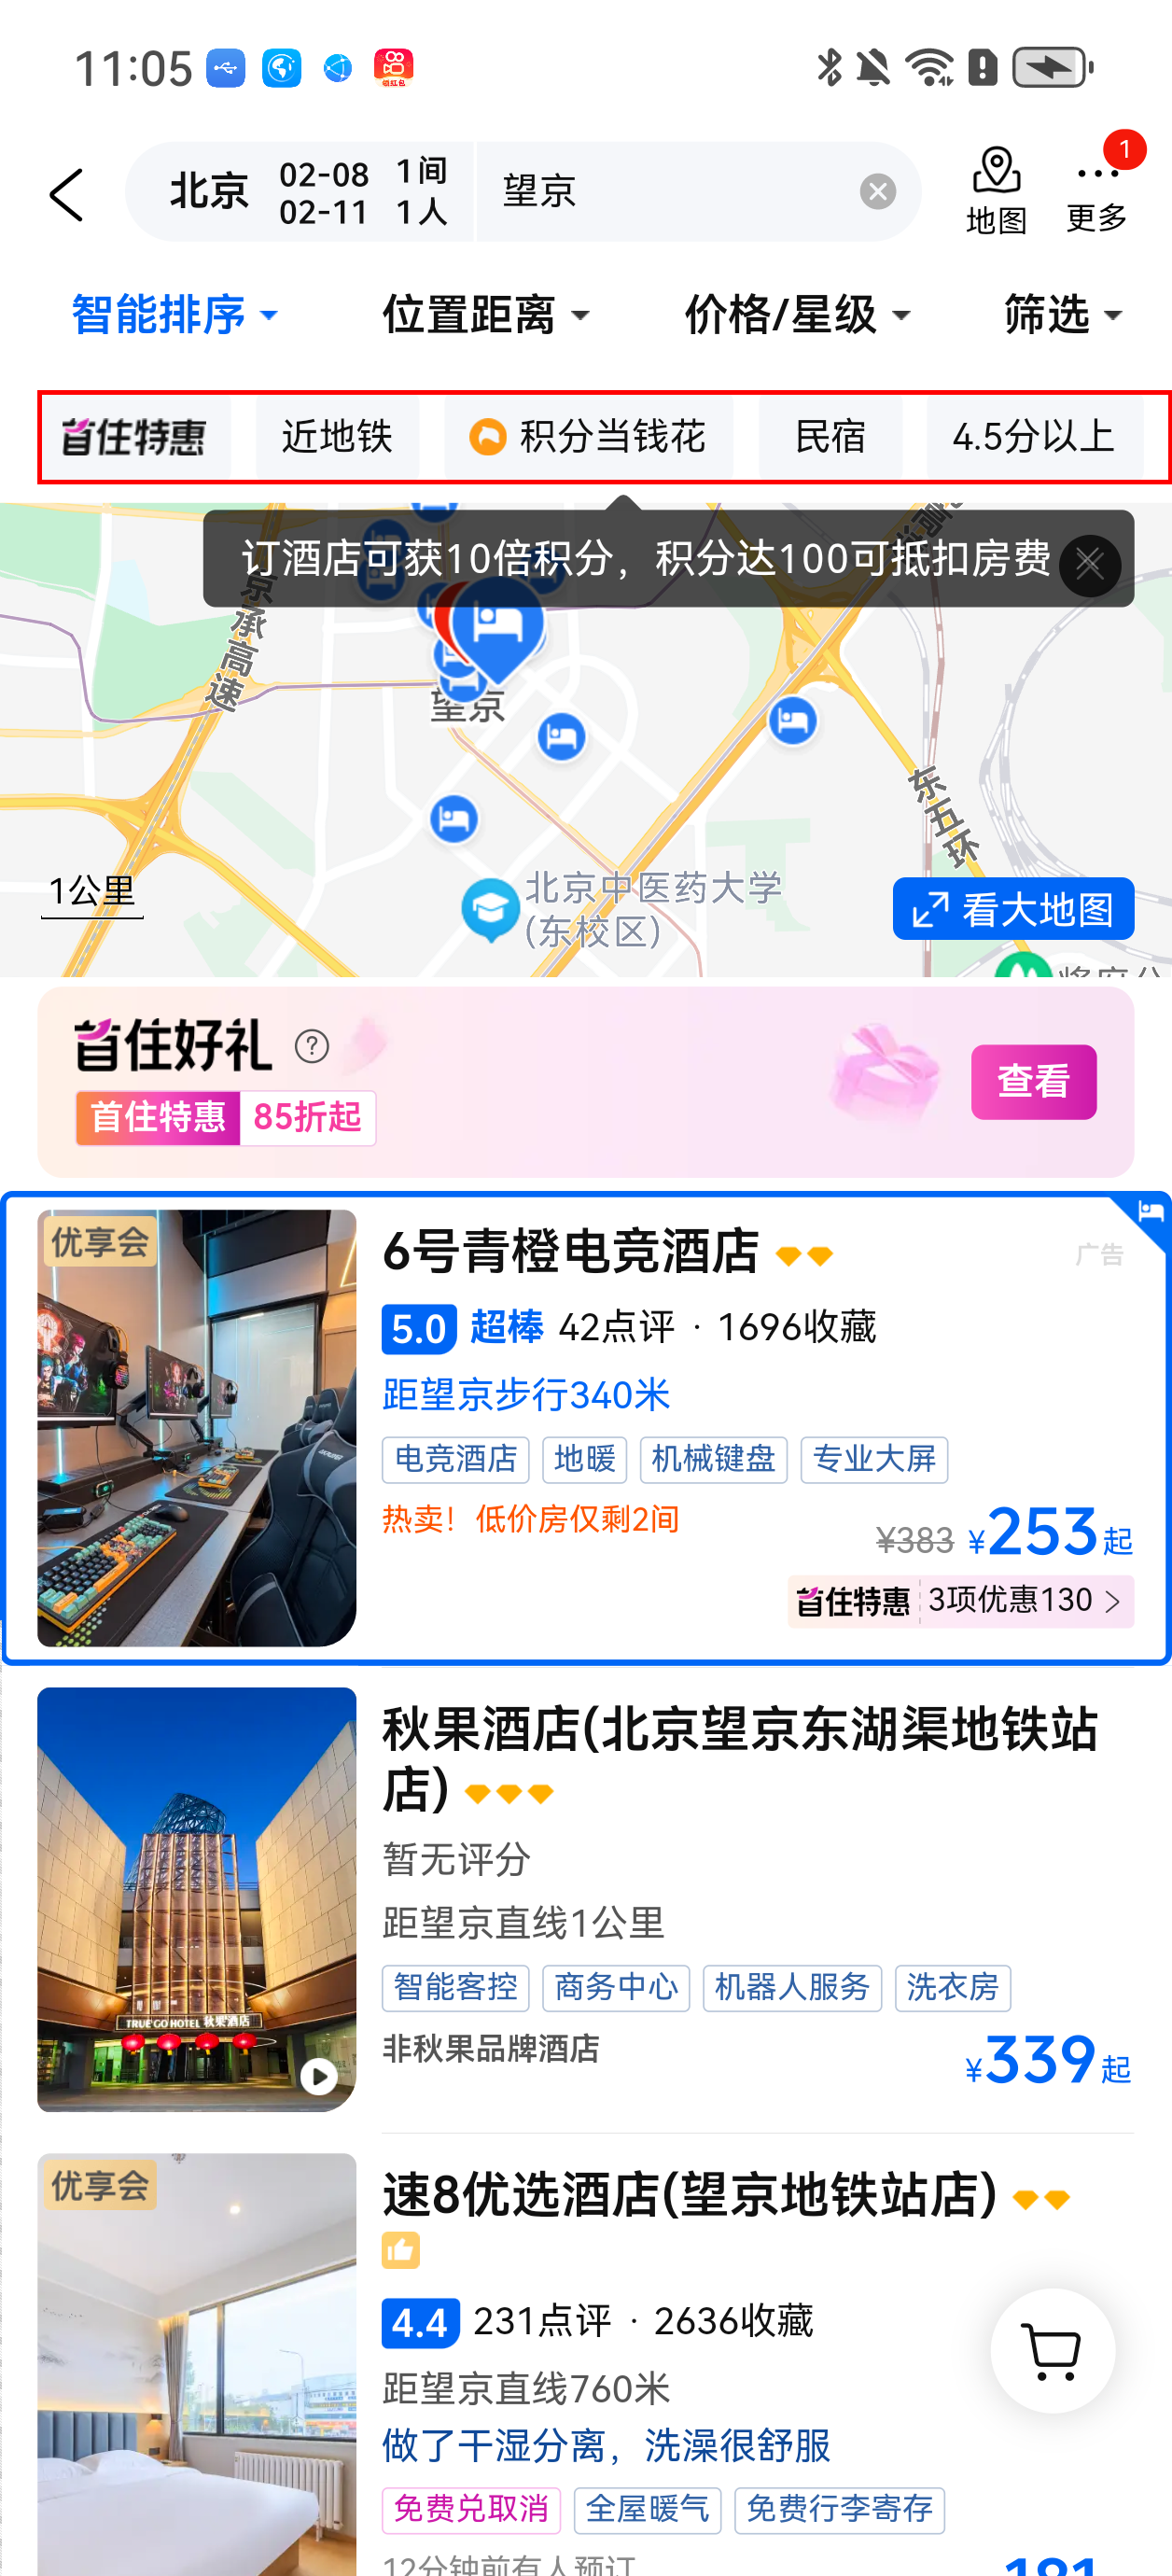 11:05
北京
02-08
02-11
1间
1人
望京
地图
1
更多
智能排序
位置距离
价格/星级
筛选
首住特惠
近地铁
积分当钱花
民宿
4.5分以上
订酒店可获10倍积分，积分达100可抵扣房费
京承高速
望京
东五环
1公里
北京中医药大学
(东校区)
看大地图
首住好礼
首住特惠 85折起
查看
优享会
6号青橙电竞酒店
广告
5.0 超棒 42点评 · 1696收藏
距望京步行340米
电竞酒店 地暖 机械键盘 专业大屏
热卖！低价房仅剩2间
¥383 ¥253起
首住特惠 3项优惠130 >
秋果酒店(北京望京东湖渠地铁站
店)
暂无评分
距望京直线1公里
智能客控 商务中心 机器人服务 洗衣房
TRUE GO HOTEL 秋果酒店
非秋果品牌酒店
¥339起
优享会
速8优选酒店(望京地铁站店)
4.4 231点评 · 2636收藏
距望京直线760米
做了干湿分离，洗澡很舒服
免费兑取消 全屋暖气 免费行李寄存
12分钟前有人预订
181